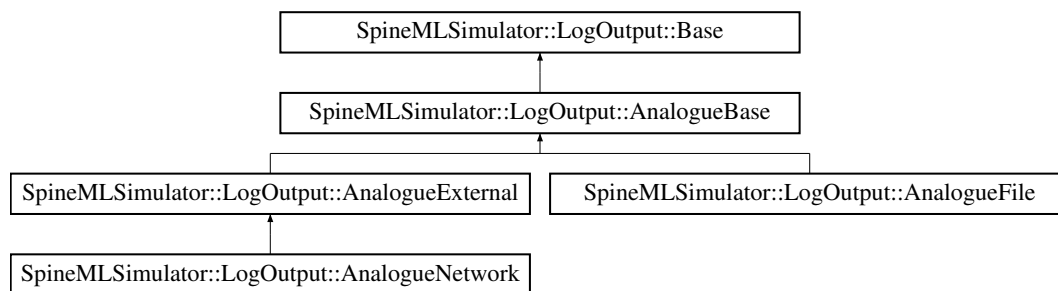 SpineMLSimulator::LogOutput::Base
SpineMLSimulator::LogOutput::AnalogueBase
SpineMLSimulator::LogOutput::AnalogueExternal
SpineMLSimulator::LogOutput::AnalogueFile
SpineMLSimulator::LogOutput::AnalogueNetwork